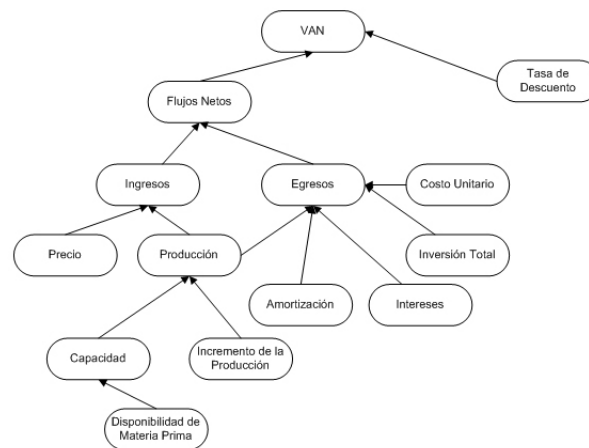 VAN
Tasa de
Descuento
Flujos Netos
Ingresos
Egresos
Costo Unitario
Precio
Producción
Inversión Total
Amortización
Intereses
Capacidad
Incremento de la
Producción
Disponibilidad de
Materia Prima